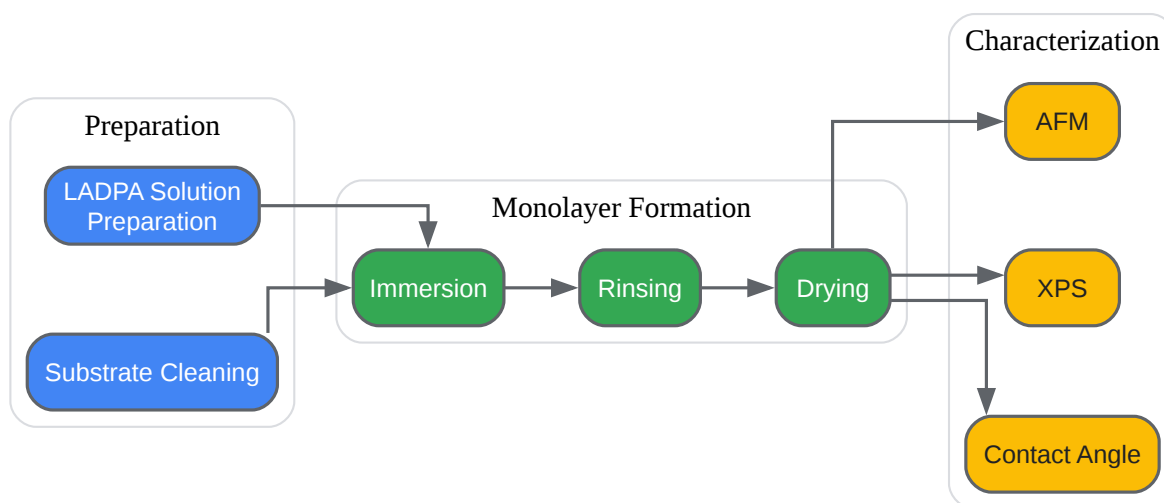 Preparation
LADPA Solution
Preparation
Substrate Cleaning
Monolayer Formation
Immersion
Rinsing
Drying
Characterization
AFM
XPS
Contact Angle